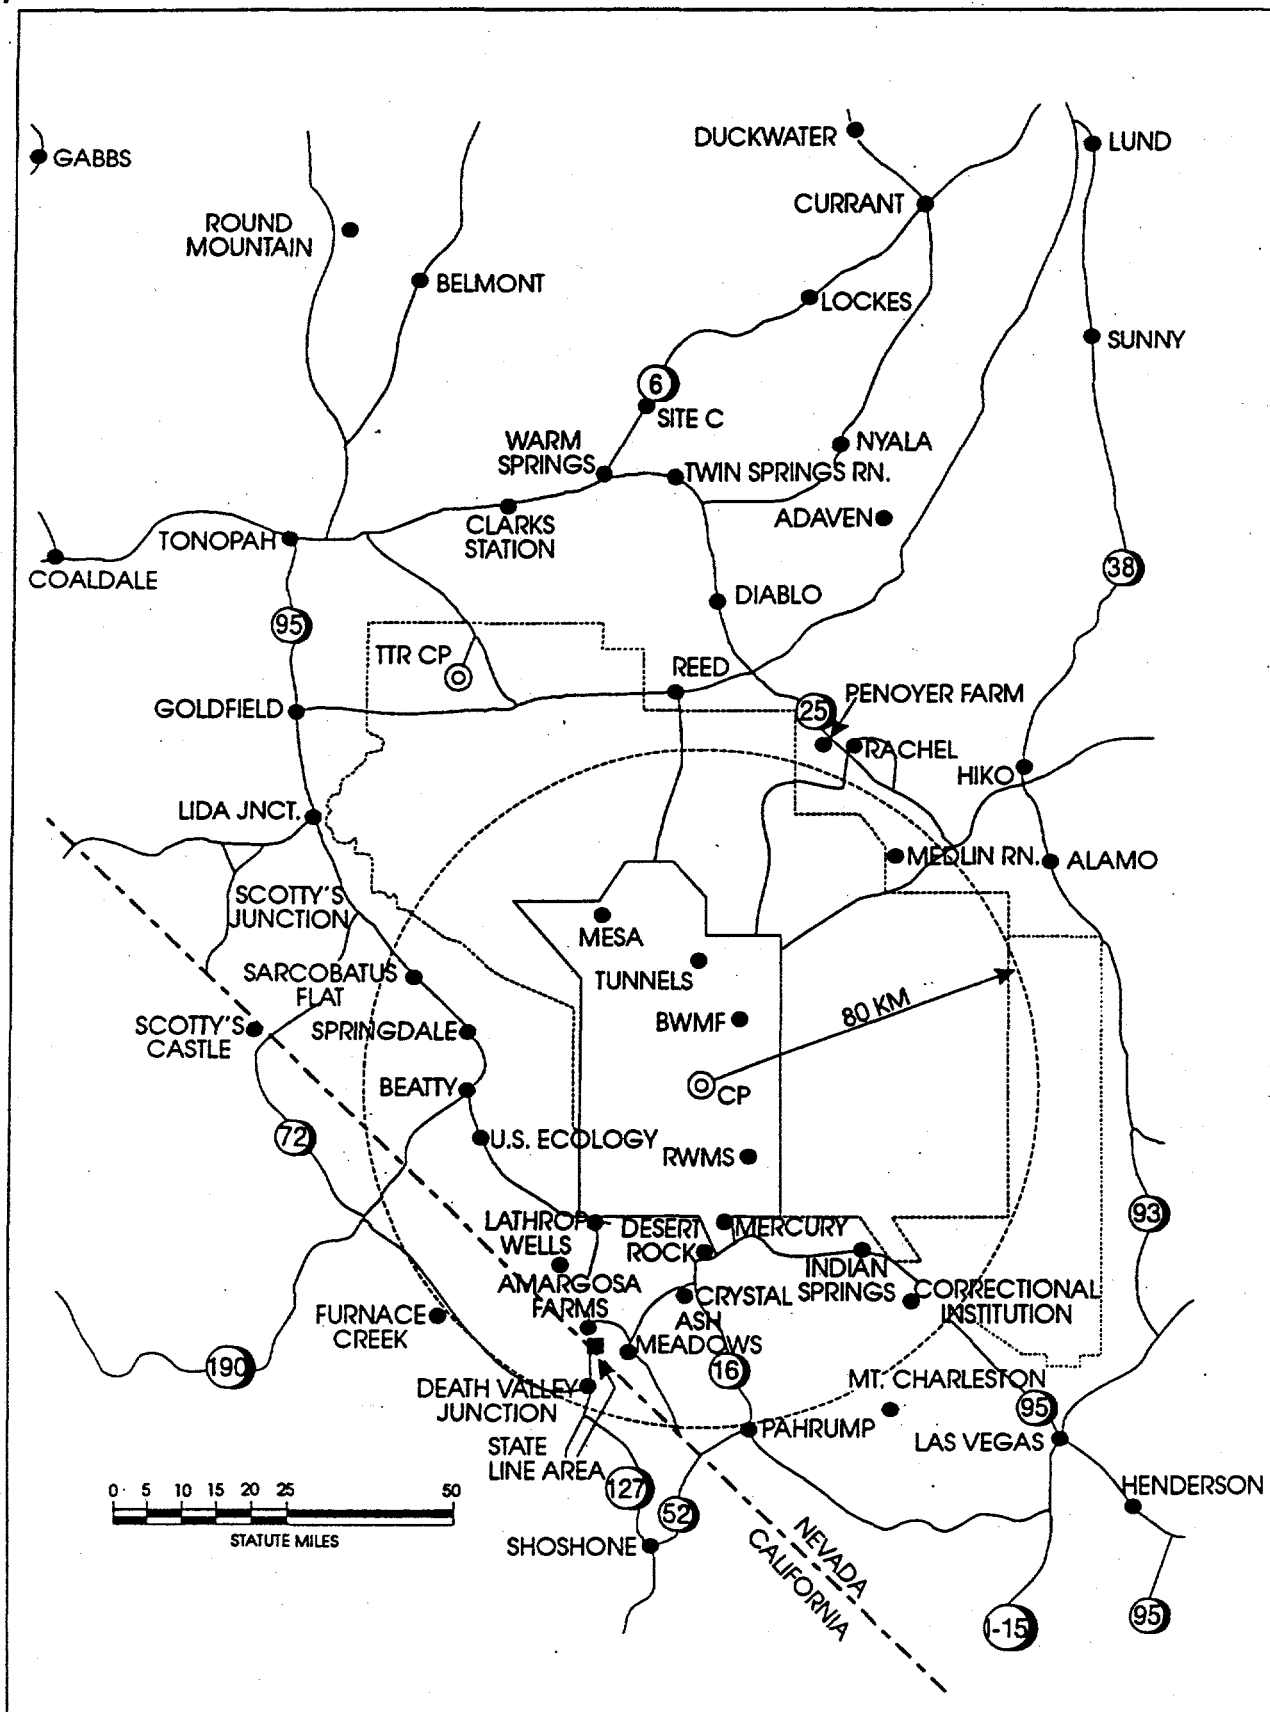 DUCKWATER
LUND
GABBS
CURRANT
ROUND
MOUNTAIN
BELMONT
LOCKES
SUNNY
6
SITE C
WARM
SPRINGS
NYALA
TWIN SPRINGS RN.
CLARKS
STATION
ADAVEN
TONOPAH
COALDALE
38
DIABLO
95
TTR CP
REED
PENOYER FARM
GOLDFIELD
25
RACHEL
HIKO
LIDA JNCT.
MEDLIN RN.
ALAMO
SCOTTY'S
JUNCTION
MESA
TUNNELS
SARCOBATUS
FLAT
80 KM
BWMF
SCOTTY'S
CASTLE
SPRINGDALE
BEATTY
CP
72
U.S. ECOLOGY
RWMS
93
LATHROP
WELLS
DESERT
ROCK
MERCURY
INDIAN
SPRINGS
AMARGOSA
FARMS
CRYSTAL
CORRECTIONAL
INSTITUTION
FURNACE
CREEK
ASH
MEADOWS
190
16
MT. CHARLESTON
DEATH VALLEY
JUNCTION
95
PAHRUMP
LAS VEGAS
STATE
LINE AREA
127
52
HENDERSON
0 5 10 15 20 25 50
STATUTE MILES
SHOSHONE
NEVADA
CALIFORNIA
I-15
95